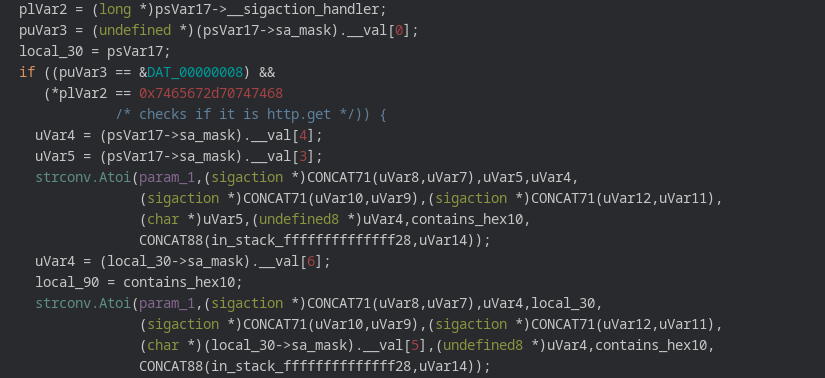 plVar2 = (long *)psVar17->__sigaction_handler;
puVar3 = (undefined *)(psVar17->sa_mask).__val[0];
local_30 = psVar17;
if ((puVar3 == &DAT_00000008) &&
(*plVar2 == 0x7465672d70747468
/* checks if it is http.get */)) {
uVar4 = (psVar17->sa_mask).__val[4];
uVar5 = (psVar17->sa_mask).__val[3];
strconv.Atoi(param_1,(sigaction *)CONCAT71(uVar8,uVar7),uVar5,uVar4,
(sigaction *)CONCAT71(uVar10,uVar9),(sigaction *)CONCAT71(uVar12,uVar11),
(char *)uVar5,(undefined8 *)uVar4,contains_hex10,
CONCAT88(in_stack_ffffffffffffff28,uVar14));
uVar4 = (local_30->sa_mask).__val[6];
local_90 = contains_hex10;
strconv.Atoi(param_1,(sigaction *)CONCAT71(uVar8,uVar7),uVar4,local_30,
(sigaction *)CONCAT71(uVar10,uVar9),(sigaction *)CONCAT71(uVar12,uVar11),
(char *)(local_30->sa_mask).__val[5],(undefined8 *)uVar4,contains_hex10,
CONCAT88(in_stack_ffffffffffffff28,uVar14));